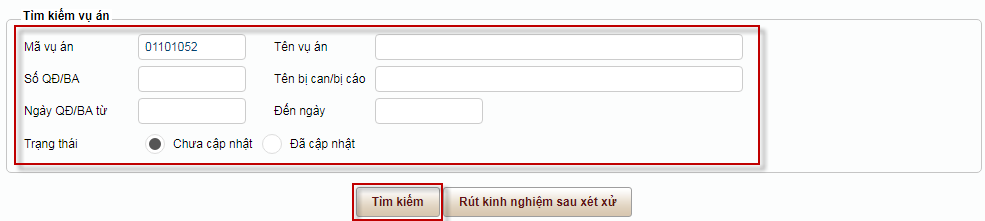 Tìm kiếm vụ án
Mã vụ án 01101052 Tên vụ án
Số QĐ/BA Tên bị can/bị cáo
Ngày QĐ/BA từ Đến ngày
Trạng thái Chưa cập nhật Đã cập nhật
Tìm kiếm Rút kinh nghiệm sau xét xử